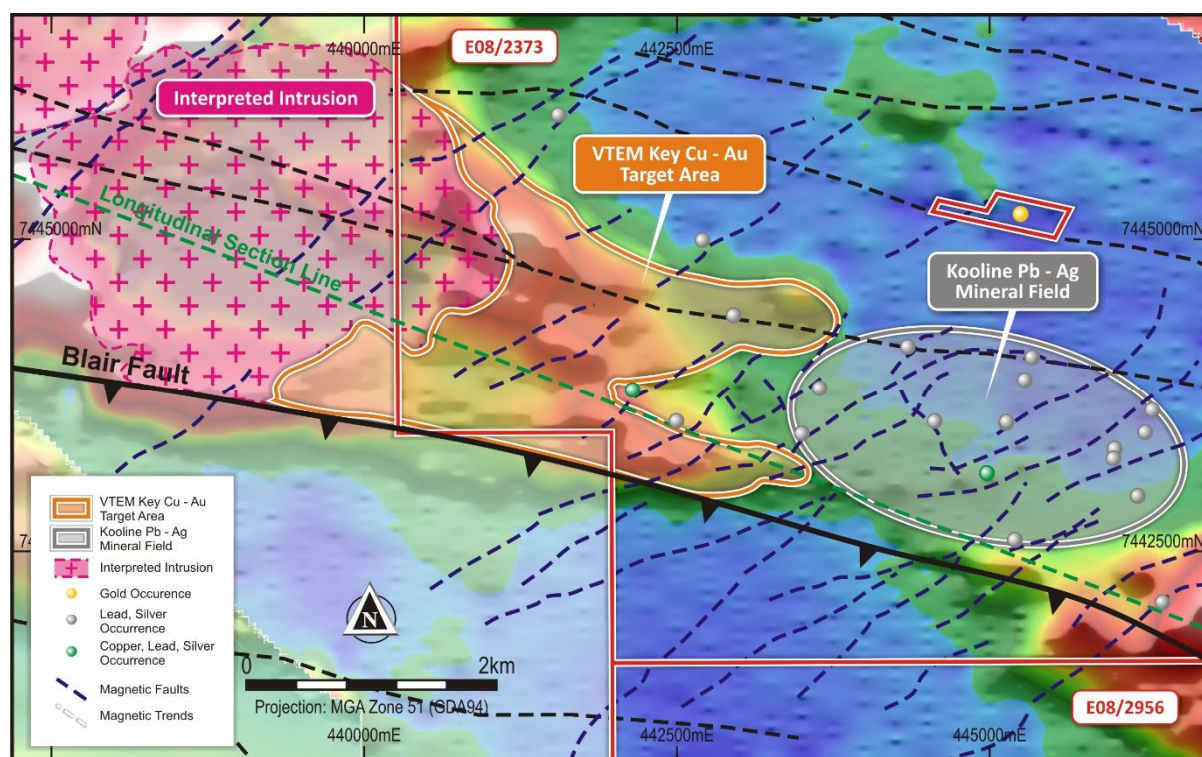 440000mE
442500mE
445000mE
E08/2373
Interpreted Intrusion
VTEM Key Cu - Au
Target Area
7445000mN
7445000mN
Longitudinal Section Line
Kooline Pb - Ag
Mineral Field
Blair Fault
VTEM Key Cu - Au
Target Area
Kooline Pb - Ag
Mineral Field
Interpreted Intrusion
Gold Occurence
Lead, Silver
Occurrence
Copper, Lead, Silver
Occurrence
Magnetic Faults
Magnetic Trends
N
0
2km
Projection: MGA Zone 51 (GDA94)
7442500mN
E08/2956
440000mE
442500mE
445000mE